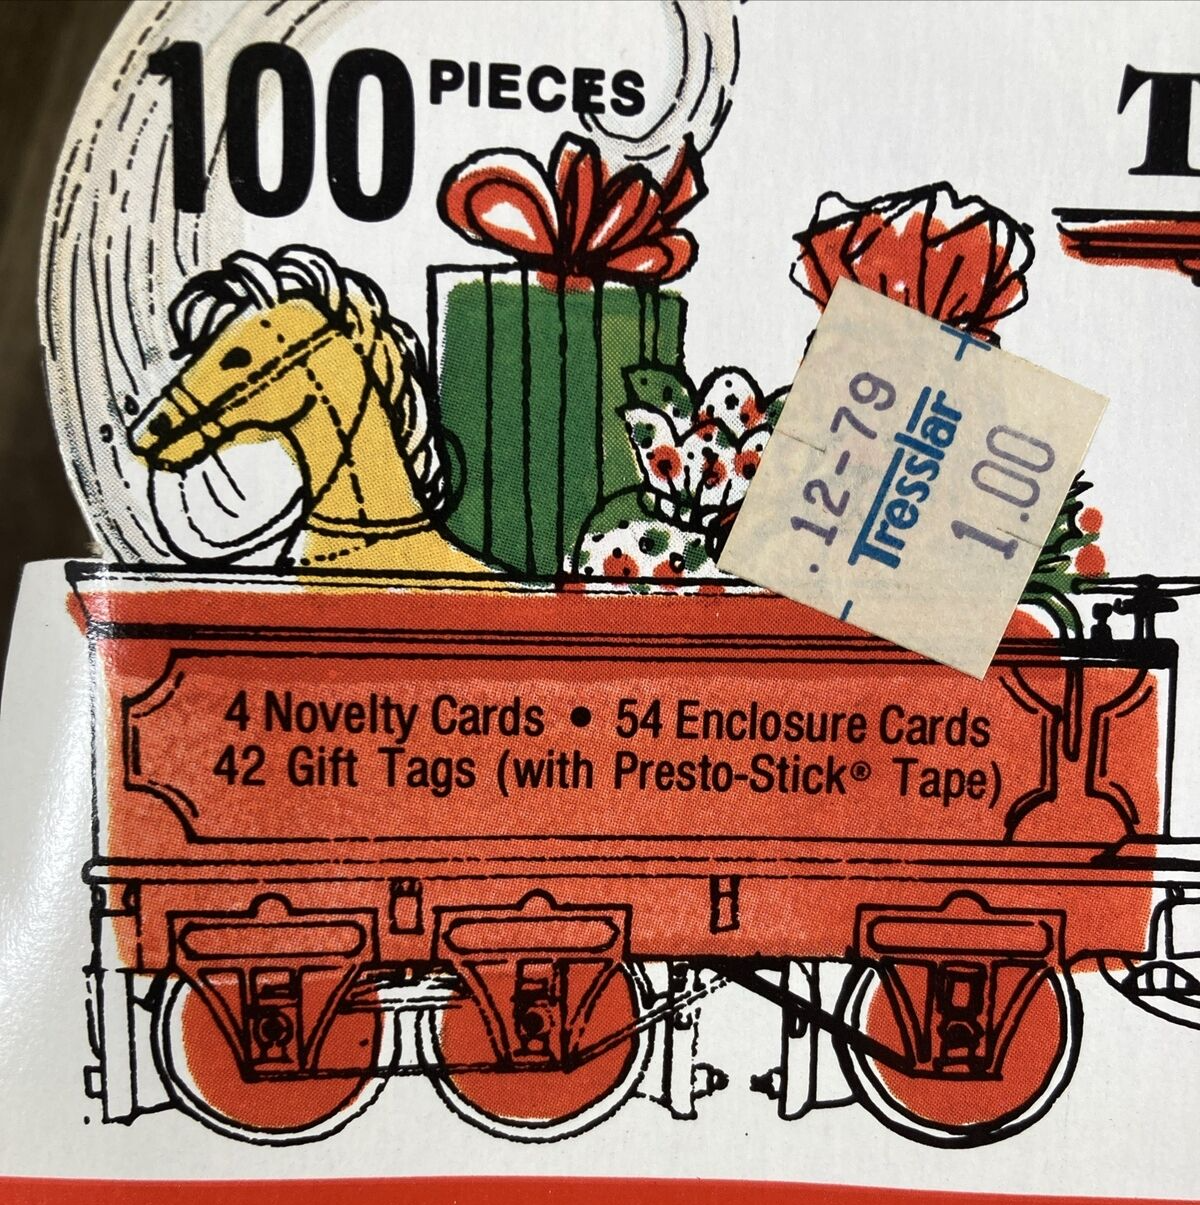 100 PIECES
T
12-79
Tresslar
1.00
4 Novelty Cards • 54 Enclosure Cards
42 Gift Tags (with Presto-Stick® Tape)